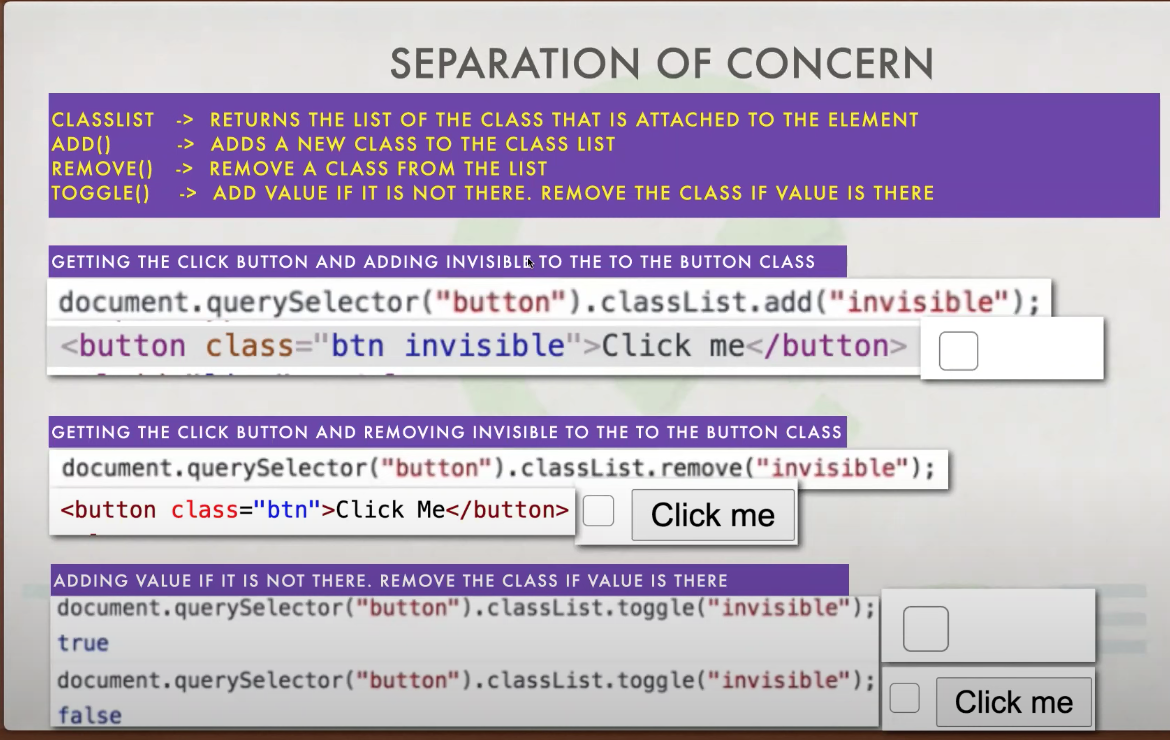 SEPARATION OF CONCERN
CLASSLIST -> RETURNS THE LIST OF THE CLASS THAT IS ATTACHED TO THE ELEMENT
ADD() -> ADDS A NEW CLASS TO THE CLASS LIST
REMOVE() -> REMOVE A CLASS FROM THE LIST
TOGGLE() -> ADD VALUE IF IT IS NOT THERE. REMOVE THE CLASS IF VALUE IS THERE
GETTING THE CLICK BUTTON AND ADDING INVISIBLE TO THE TO THE BUTTON CLASS
document.querySelector("button").classList.add("invisible");
<button class="btn invisible">Click me</button>
GETTING THE CLICK BUTTON AND REMOVING INVISIBLE TO THE TO THE BUTTON CLASS
document.querySelector("button").classList.remove("invisible");
<button class="btn">Click Me</button>
Click me
ADDING VALUE IF IT IS NOT THERE. REMOVE THE CLASS IF VALUE IS THERE
document.querySelector("button").classList.toggle("invisible");
true
document.querySelector("button").classList.toggle("invisible");
false
Click me